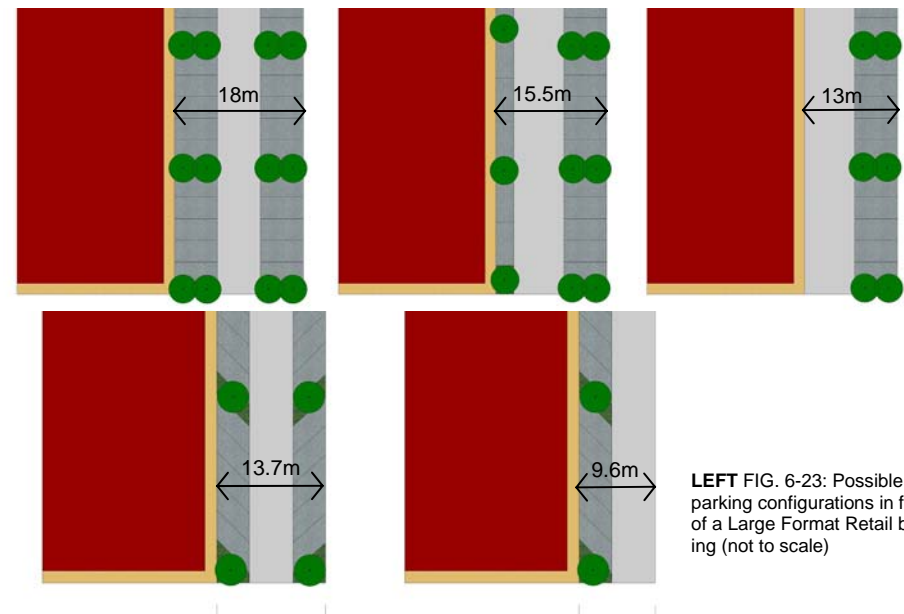 18m
15.5m
13m
13.7m
9.6m
LEFT FIG. 6-23: Possible
parking configurations in
of a Large Format Retail
ing (not to scale)